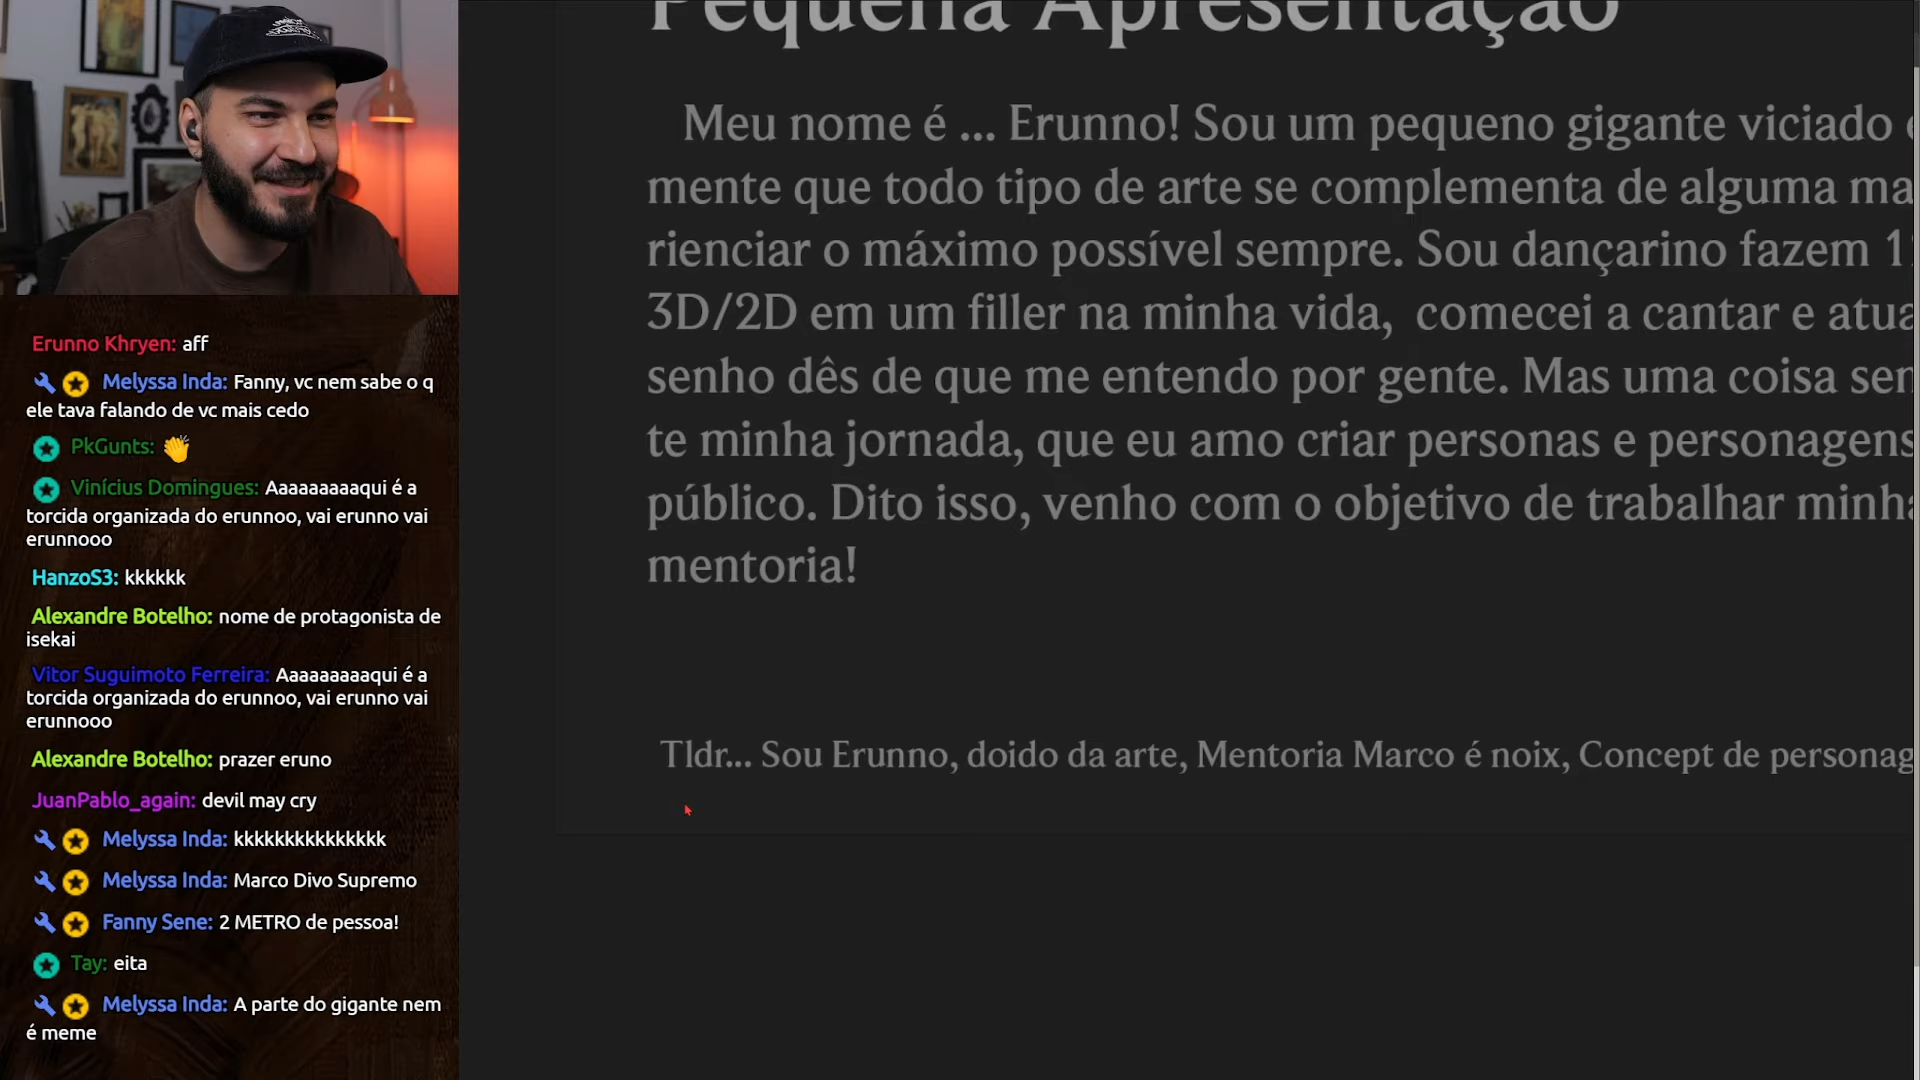 Erunno Khryen: aff
Melyssa Inda: Fanny, vc nem sabe o q
ele tava falando de vc mais cedo
PkGunts: 👏
Vinícius Domingues: Aaaaaaaaaqui é a
torcida organizada do erunnoo, vai erunno vai
erunnooo
HanzoS3: kkkkkk
Alexandre Botelho: nome de protagonista de
isekai
Vitor Suguimoto Ferreira: Aaaaaaaaaqui é a
torcida organizada do erunnoo, vai erunno vai
erunnooo
Alexandre Botelho: prazer eruno
JuanPablo_again: devil may cry
Melyssa Inda: kkkkkkkkkkkkkkk
Melyssa Inda: Marco Divo Supremo
Fanny Sene: 2 METRO de pessoa!
Tay: eita
Melyssa Inda: A parte do gigante nem
é meme
Pequena Apresentação
Meu nome é ... Erunno! Sou um pequeno gigante viciado
mente que todo tipo de arte se complementa de alguma ma
rienciar o máximo possível sempre. Sou dançarino fazem
3D/2D em um filler na minha vida, comecei a cantar e atua
senho dês de que me entendo por gente. Mas uma coisa sen
te minha jornada, que eu amo criar personas e personagens
público. Dito isso, venho com o objetivo de trabalhar minha
mentoria!
Tldr... Sou Erunno, doido da arte, Mentoria Marco é noix, Concept de personag